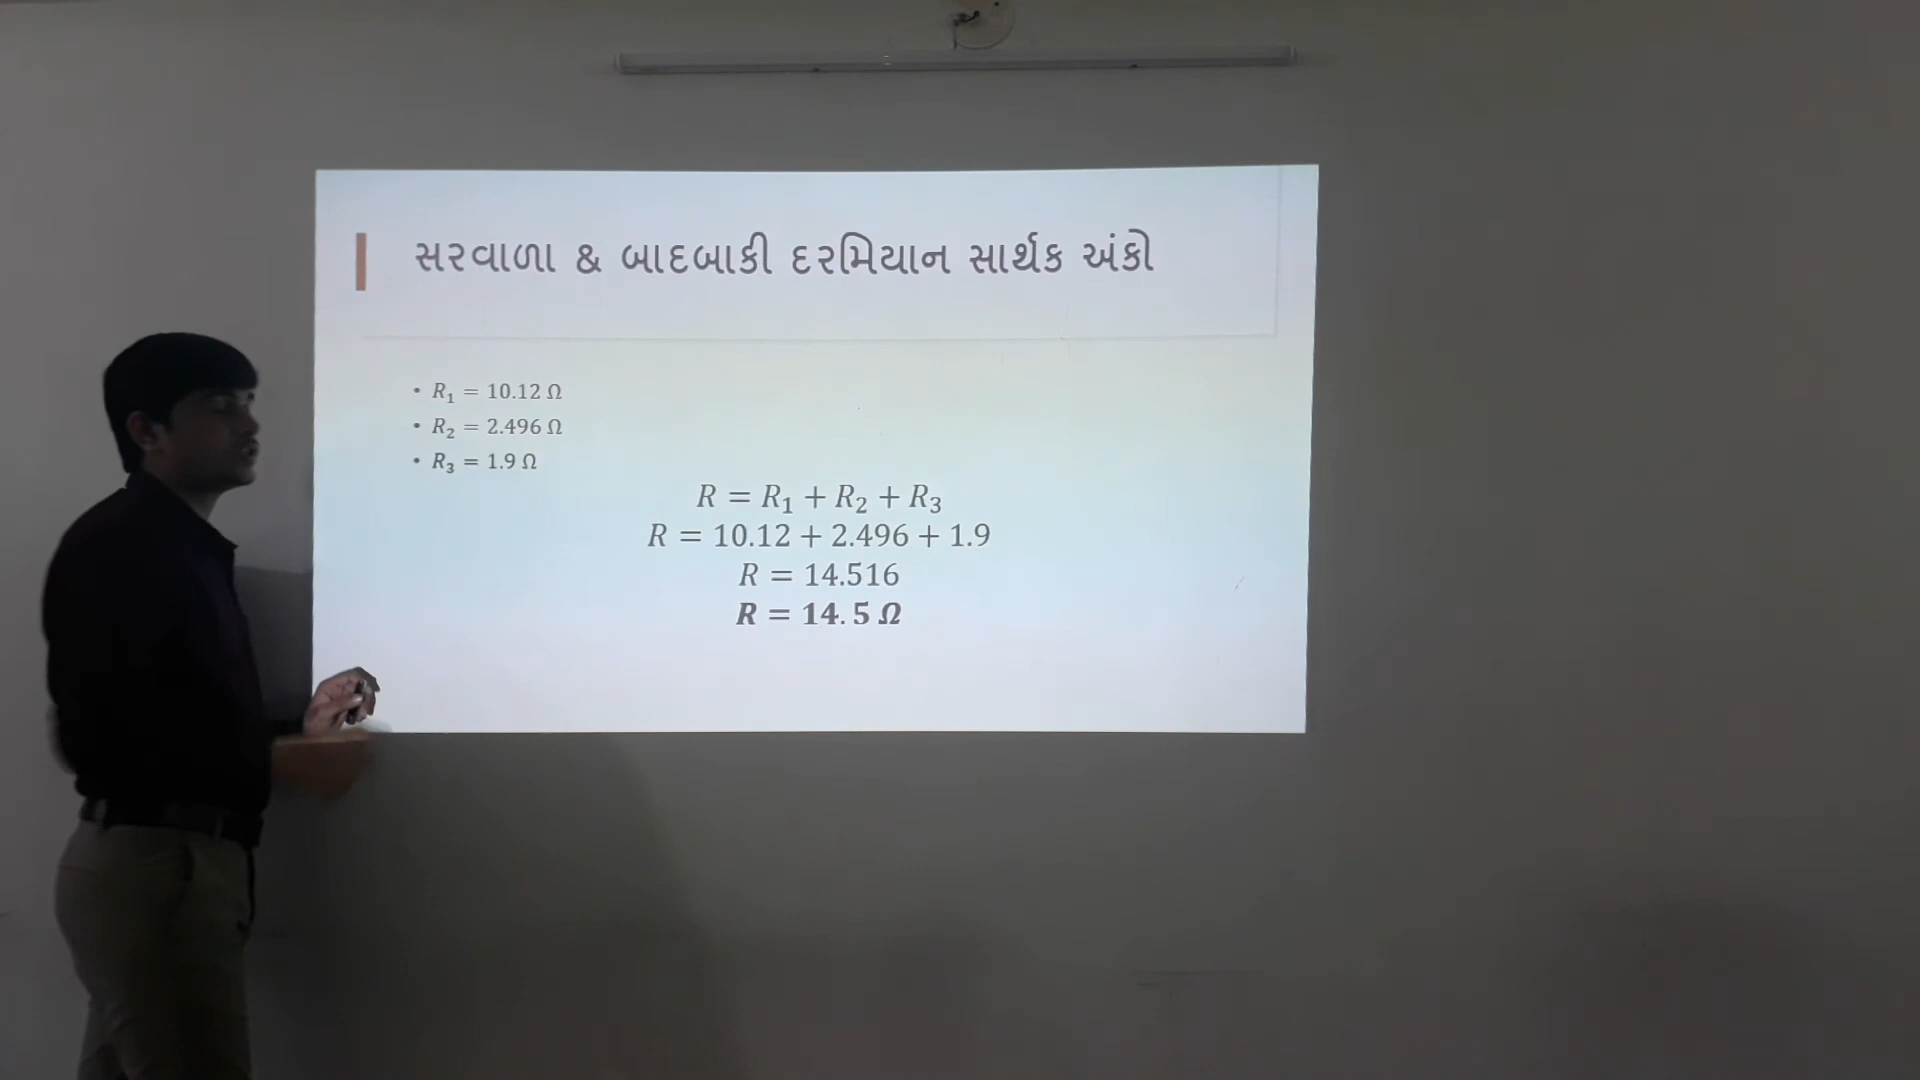 સરવાળા & બાદબાકી દરમિયાન સાર્થક અંકો
• R₁ = 10.12 Ω
• R₂ = 2.496 Ω
• R₃ = 1.9 Ω
R = R₁ + R₂ + R₃
R = 10.12 + 2.496 + 1.9
R = 14.516
R = 14.5 Ω